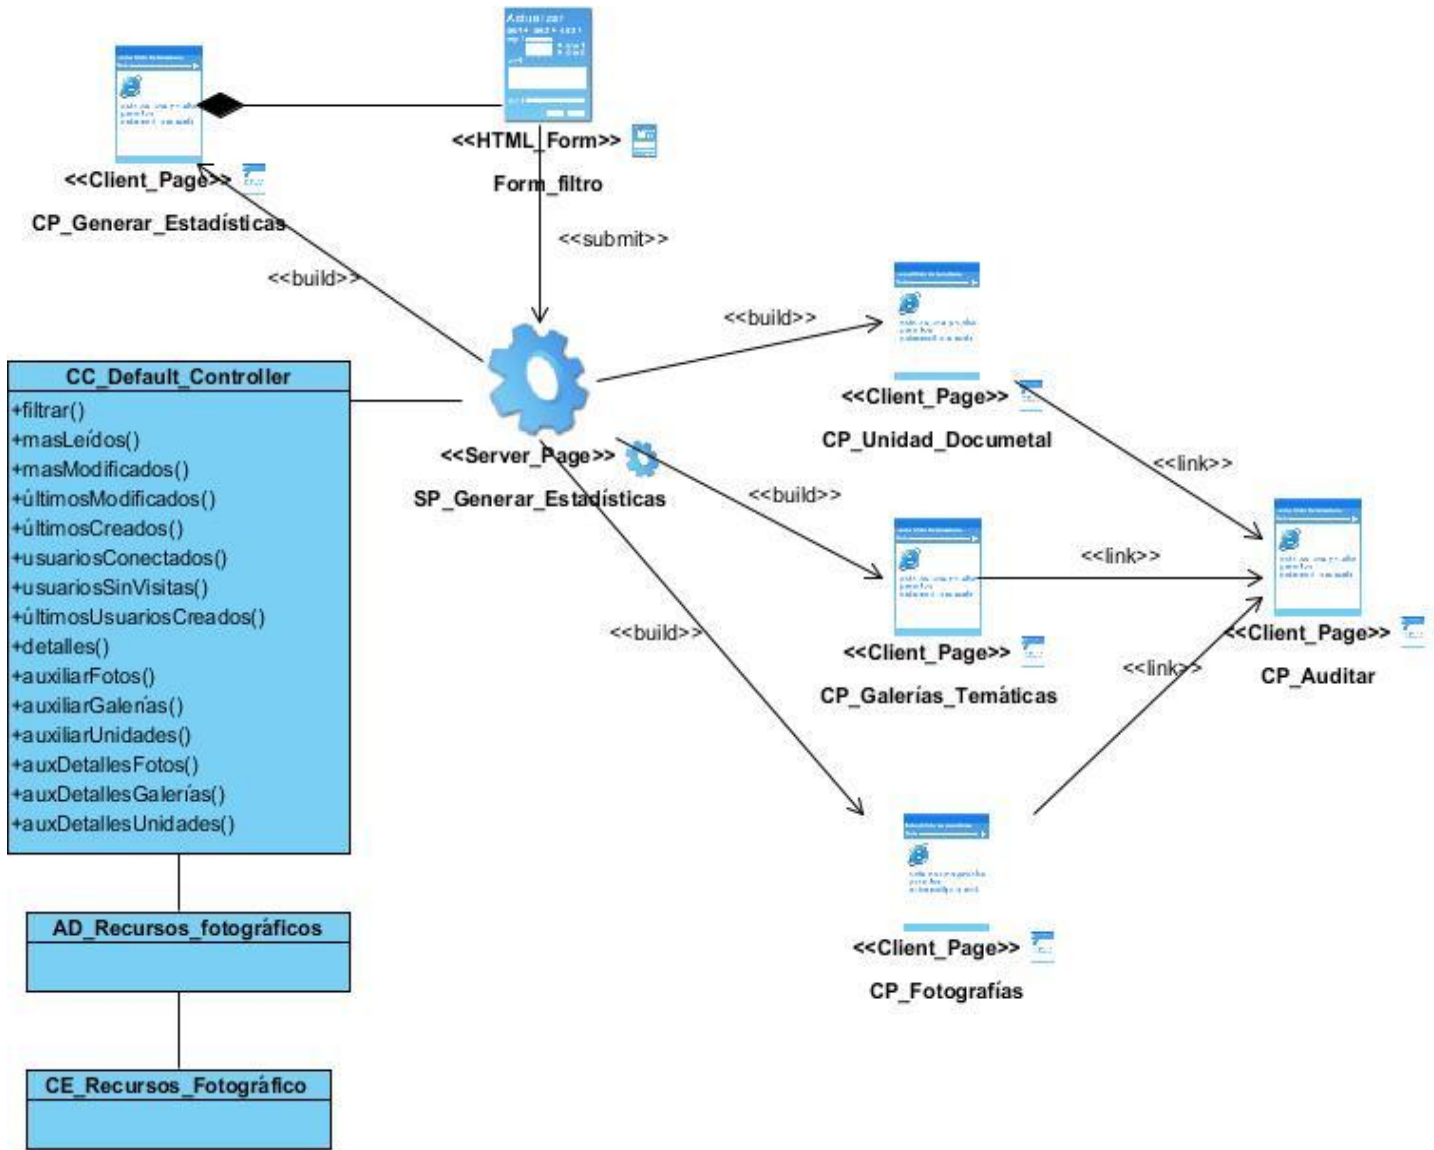 Actualizar
<<HTML_Form>>
Form_filtro
<<Client_Page>>
CP_Generar_Estadísticas
<<submit>>
<<build>>
<<build>>
<<Client_Page>>
CP_Unidad_Documetal
CC_Default_Controller
+filtrar()
+masLeídos()
+masModificados()
+últimosModificados()
+últimosCreados()
+usuariosConectados()
+usuariosSinVisitas()
+últimosUsuariosCreados()
+detalles()
+auxiliarFotos()
+auxiliarGalerías()
+auxiliarUnidades()
+auxDetallesFotos()
+auxDetallesGalerías()
+auxDetallesUnidades()
<<Server_Page>>
SP_Generar_Estadísticas
<<link>>
<<build>>
<<link>>
<<build>>
<<Client_Page>>
CP_Galerías_Temáticas
<<link>>
<<Client_Page>>
CP_Auditar
<<Client_Page>>
CP_Fotografías
AD_Recursos_fotográficos
CE_Recursos_Fotográfico